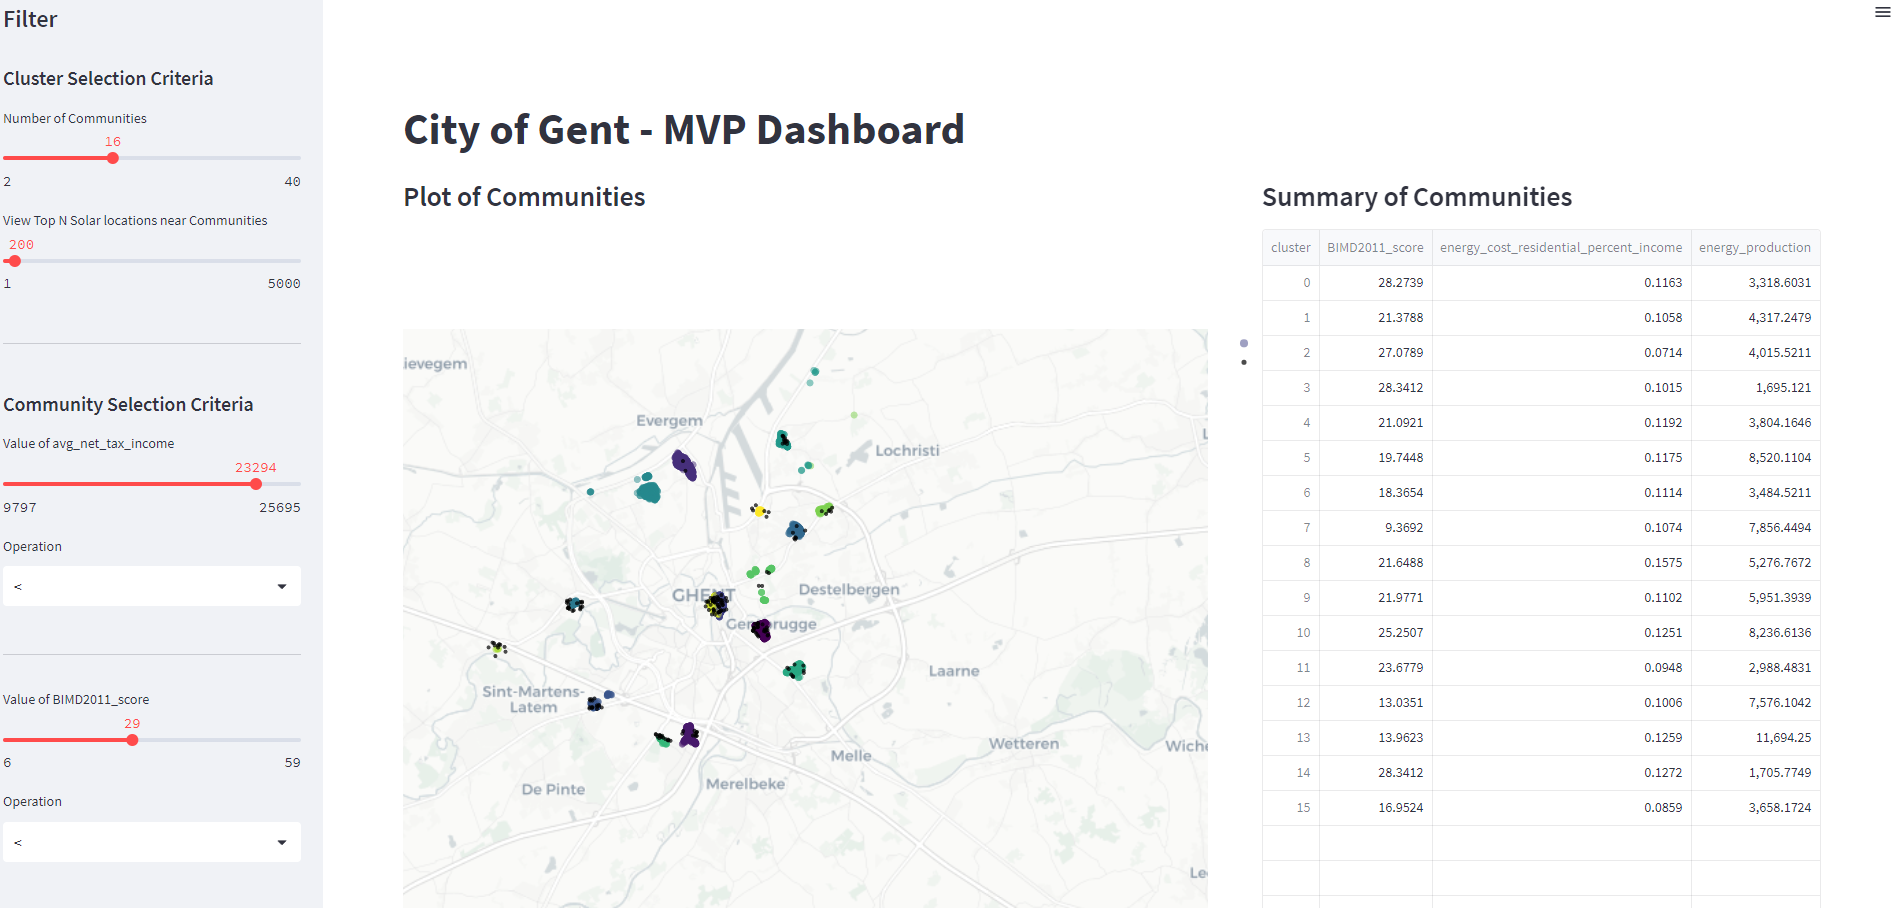 Filter
Cluster Selection Criteria
Number of Communities
16
2 40
View Top N Solar locations near Communities
200
1 5000
Community Selection Criteria
Value of avg_net_tax_income
23294
9797 25695
Operation
<
Value of BIMD2011_score
29
6 59
Operation
<
City of Gent - MVP Dashboard
Plot of Communities
ievegem
Evergem
Lochristi
L
GHENT
Destelbergen
Gentbrugge
Laarne
Sint-Martens-
Latem
Wetteren
Wiche
Melle
De Pinte
Merelbeke
Le
Summary of Communities
cluster BIMD2011_score energy_cost_residential_percent_income energy_production
0 28.2739 0.1163 3,318.6031
1 21.3788 0.1058 4,317.2479
2 27.0789 0.0714 4,015.5211
3 28.3412 0.1015 1,695.121
4 21.0921 0.1192 3,804.1646
5 19.7448 0.1175 8,520.1104
6 18.3654 0.1114 3,484.5211
7 9.3692 0.1074 7,856.4494
8 21.6488 0.1575 5,276.7672
9 21.9771 0.1102 5,951.3939
10 25.2507 0.1251 8,236.6136
11 23.6779 0.0948 2,988.4831
12 13.0351 0.1006 7,576.1042
13 13.9623 0.1259 11,694.25
14 28.3412 0.1272 1,705.7749
15 16.9524 0.0859 3,658.1724